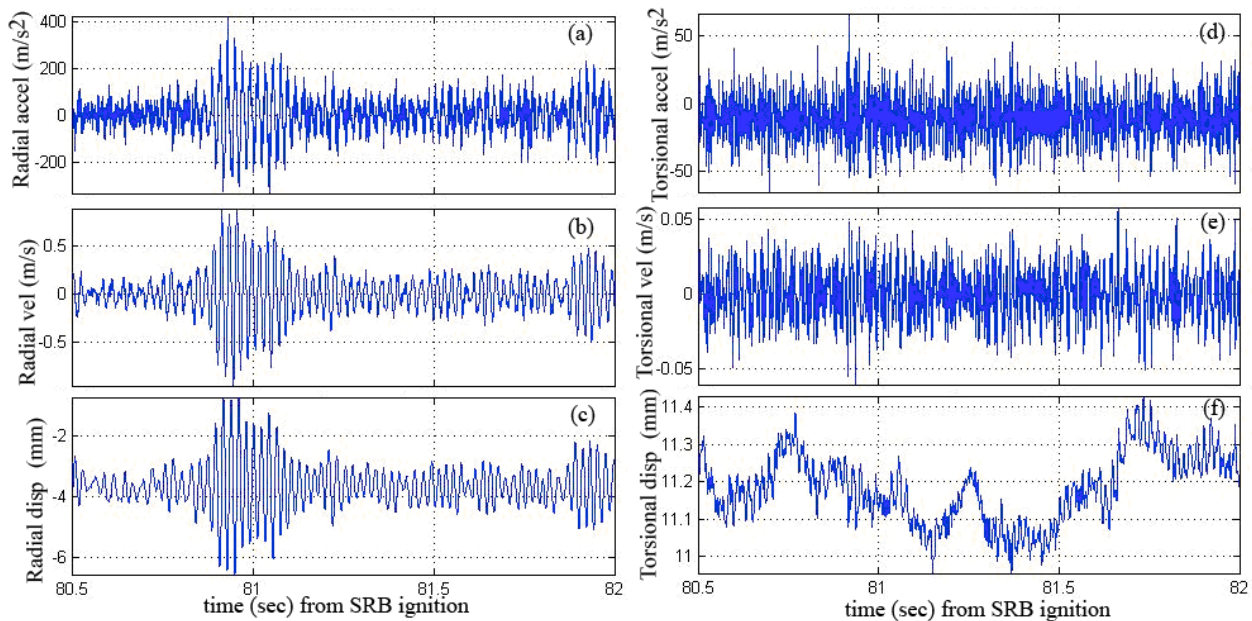 Radial accel (m/s2)
400
200
0
-200
(a)
Radial vel (m/s)
0.5
0
-0.5
(b)
Radial disp (mm)
-2
-4
-6
(c)
80.5 81 81.5 82
time (sec) from SRB ignition
Torsional accel (m/s2
50
0
-50
(d)
Torsional vel (m/s)
0.05
0
-0.05
(e)
Torsional disp (mm)
11.4
11.3
11.2
11.1
11
(f)
80.5 81 81.5 82
time (sec) from SRB ignition